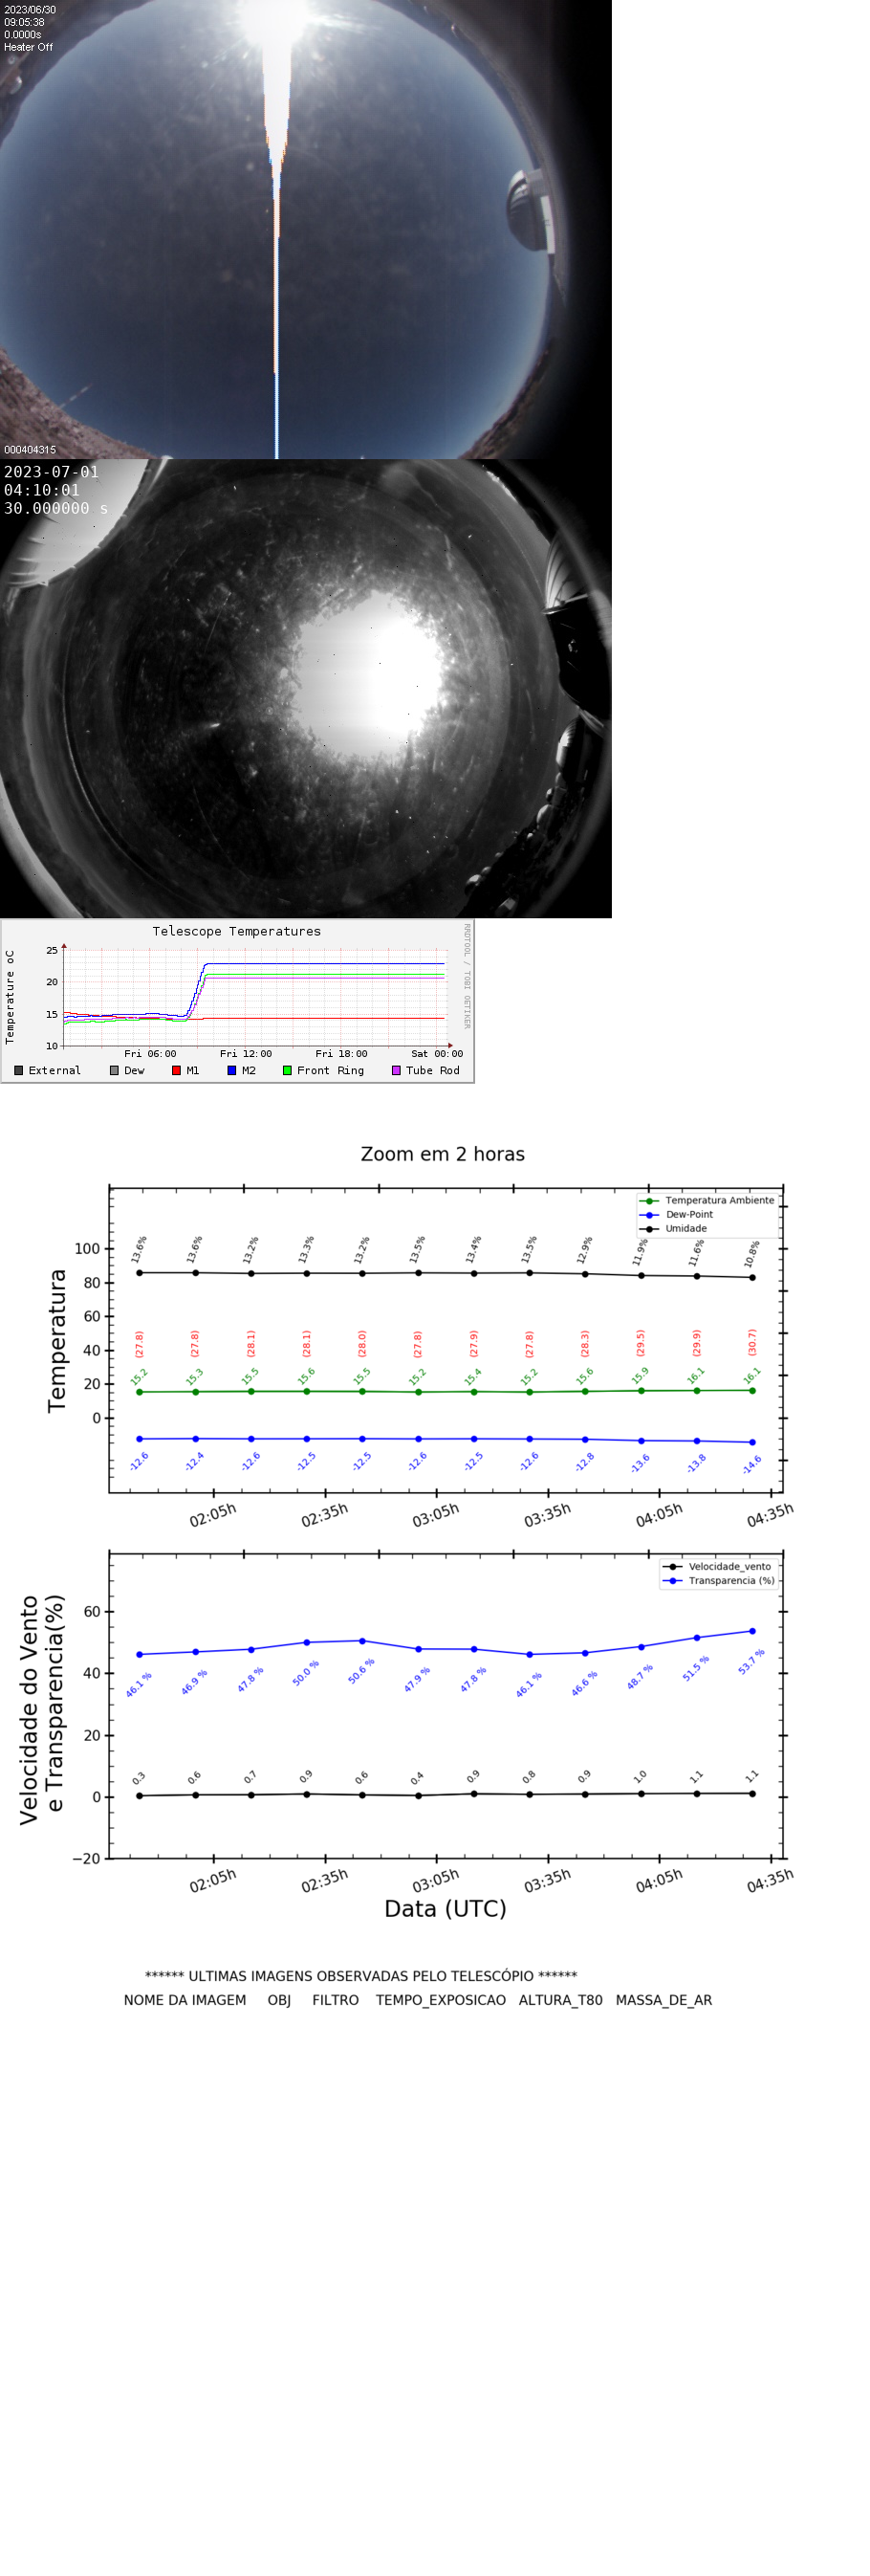 2023/06/30
09:05:38
0.0000s
Heater Off
000404315
2023-07-01
04:10:01
30.000000 s
Telescope Temperatures
RRDTOOL / TOBI OETIKER
Temperature oC
25
20
15
10
Fri 06:00 Fri 12:00 Fri 18:00 Sat 00:00
External Dew M1 M2 Front Ring Tube Rod
Zoom em 2 horas
Temperatura Ambiente
Dew-Point
Umidade
Temperatura
100
80
60
40
20
0
13.6% 13.6% 13.2% 13.3% 13.2% 13.5% 13.4% 13.5% 12.9% 11.9% 11.6% 10.8%
(27.8) (27.8) (28.1) (28.1) (28.0) (27.8) (27.9) (27.8) (28.3) (29.5) (29.9) (30.7)
15.2 15.3 15.5 15.6 15.5 15.2 15.4 15.2 15.6 15.9 16.1 16.1
-12.6 -12.4 -12.6 -12.5 -12.5 -12.6 -12.5 -12.6 -12.8 -13.6 -13.8 -14.6
02:05h 02:35h 03:05h 03:35h 04:05h 04:35h
Velocidade_vento
Transparencia (%)
Velocidade do Vento
e Transparencia(%)
60
40
20
0
−20
46.1 % 46.9 % 47.8 % 50.0 % 50.6 % 47.9 % 47.8 % 46.1 % 46.6 % 48.7 % 51.5 % 53.7 %
0.3 0.6 0.7 0.9 0.6 0.4 0.9 0.8 0.9 1.0 1.1 1.1
02:05h 02:35h 03:05h 03:35h 04:05h 04:35h
Data (UTC)
****** ULTIMAS IMAGENS OBSERVADAS PELO TELESCÓPIO ******
NOME DA IMAGEM OBJ FILTRO TEMPO_EXPOSICAO ALTURA_T80 MASSA_DE_AR